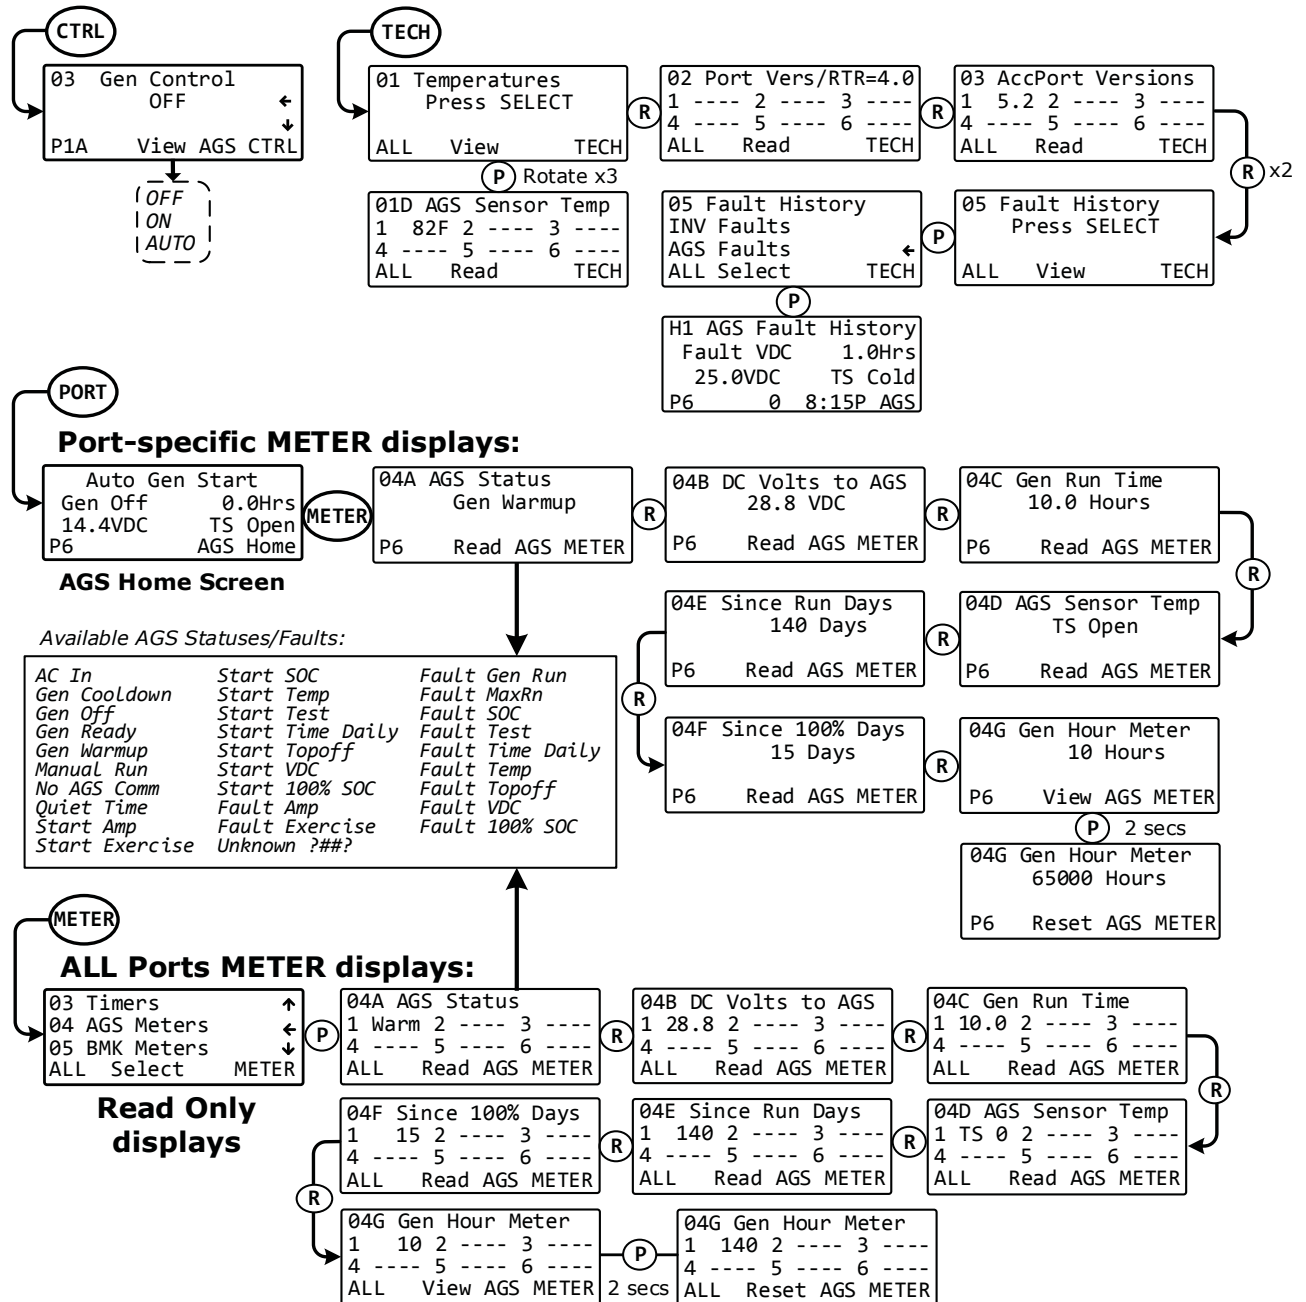 CTRL
03  Gen Control
OFF ←
↓
P1A View AGS CTRL
OFF
ON
AUTO
TECH
01 Temperatures
Press SELECT
ALL View TECH
R
02 Port Vers/RTR=4.0
1 ---- 2 ---- 3 ----
4 ---- 5 ---- 6 ----
ALL Read TECH
R
03 AccPort Versions
1 5.2 2 ---- 3 ----
4 ---- 5 ---- 6 ----
ALL Read TECH
R x2
P Rotate x3
01D AGS Sensor Temp
1 82F 2 ---- 3 ----
4 ---- 5 ---- 6 ----
ALL Read TECH
05 Fault History
INV Faults
AGS Faults ←
ALL Select TECH
P
05 Fault History
Press SELECT
ALL View TECH
P
H1 AGS Fault History
Fault VDC 1.0Hrs
25.0VDC TS Cold
P6 0 8:15P AGS
PORT
Port-specific METER displays:
Auto Gen Start
Gen Off 0.0Hrs
14.4VDC TS Open
P6 AGS Home
AGS Home Screen
METER
04A AGS Status
Gen Warmup
P6 Read AGS METER
R
04B DC Volts to AGS
28.8 VDC
P6 Read AGS METER
R
04C Gen Run Time
10.0 Hours
P6 Read AGS METER
R
04E Since Run Days
140 Days
P6 Read AGS METER
R
04D AGS Sensor Temp
TS Open
P6 Read AGS METER
R
04F Since 100% Days
15 Days
P6 Read AGS METER
R
04G Gen Hour Meter
10 Hours
P6 View AGS METER
P 2 secs
04G Gen Hour Meter
65000 Hours
P6 Reset AGS METER
Available AGS Statuses/Faults:
AC In Start SOC Fault Gen Run
Gen Cooldown Start Temp Fault MaxRn
Gen Off Start Test Fault SOC
Gen Ready Start Time Daily Fault Test
Gen Warmup Start Topoff Fault Time Daily
Manual Run Start VDC Fault Temp
No AGS Comm Start 100% SOC Fault Topoff
Quiet Time Fault Amp Fault VDC
Start Amp Fault Exercise Fault 100% SOC
Start Exercise Unknown ?##?
METER
ALL Ports METER displays:
03 Timers ↑
04 AGS Meters ←
05 BMK Meters ↓
ALL Select METER
Read Only
displays
P
04A AGS Status
1 Warm 2 ---- 3 ----
4 ---- 5 ---- 6 ----
ALL Read AGS METER
R
04B DC Volts to AGS
1 28.8 2 ---- 3 ----
4 ---- 5 ---- 6 ----
ALL Read AGS METER
R
04C Gen Run Time
1 10.0 2 ---- 3 ----
4 ---- 5 ---- 6 ----
ALL Read AGS METER
R
04F Since 100% Days
1 15 2 ---- 3 ----
4 ---- 5 ---- 6 ----
ALL Read AGS METER
R
04E Since Run Days
1 140 2 ---- 3 ----
4 ---- 5 ---- 6 ----
ALL Read AGS METER
R
04D AGS Sensor Temp
1 TS 0 2 ---- 3 ----
4 ---- 5 ---- 6 ----
ALL Read AGS METER
R
04G Gen Hour Meter
1 10 2 ---- 3 ----
4 ---- 5 ---- 6 ----
ALL View AGS METER
P
2 secs
04G Gen Hour Meter
1 140 2 ---- 3 ----
4 ---- 5 ---- 6 ----
ALL Reset AGS METER